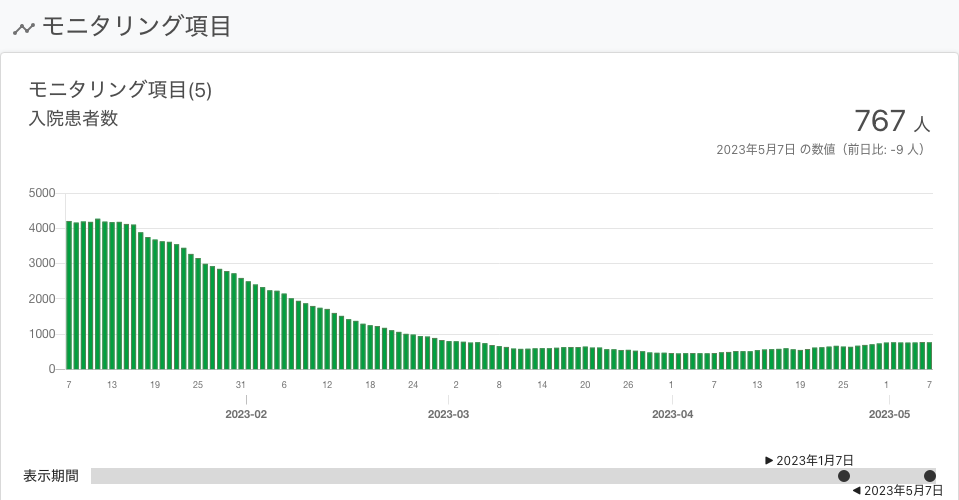 モニタリング項目
モニタリング項目(5)
入院患者数
767 人
2023年5月7日 の数値（前日比: -9 人）
5000
4000
3000
2000
1000
0
7 13 19 25 31 6 12 18 24 2 8 14 20 26 1 7 13 19 25 1 7
2023-02 2023-03 2023-04 2023-05
▶ 2023年1月7日
表示期間
◀ 2023年5月7日